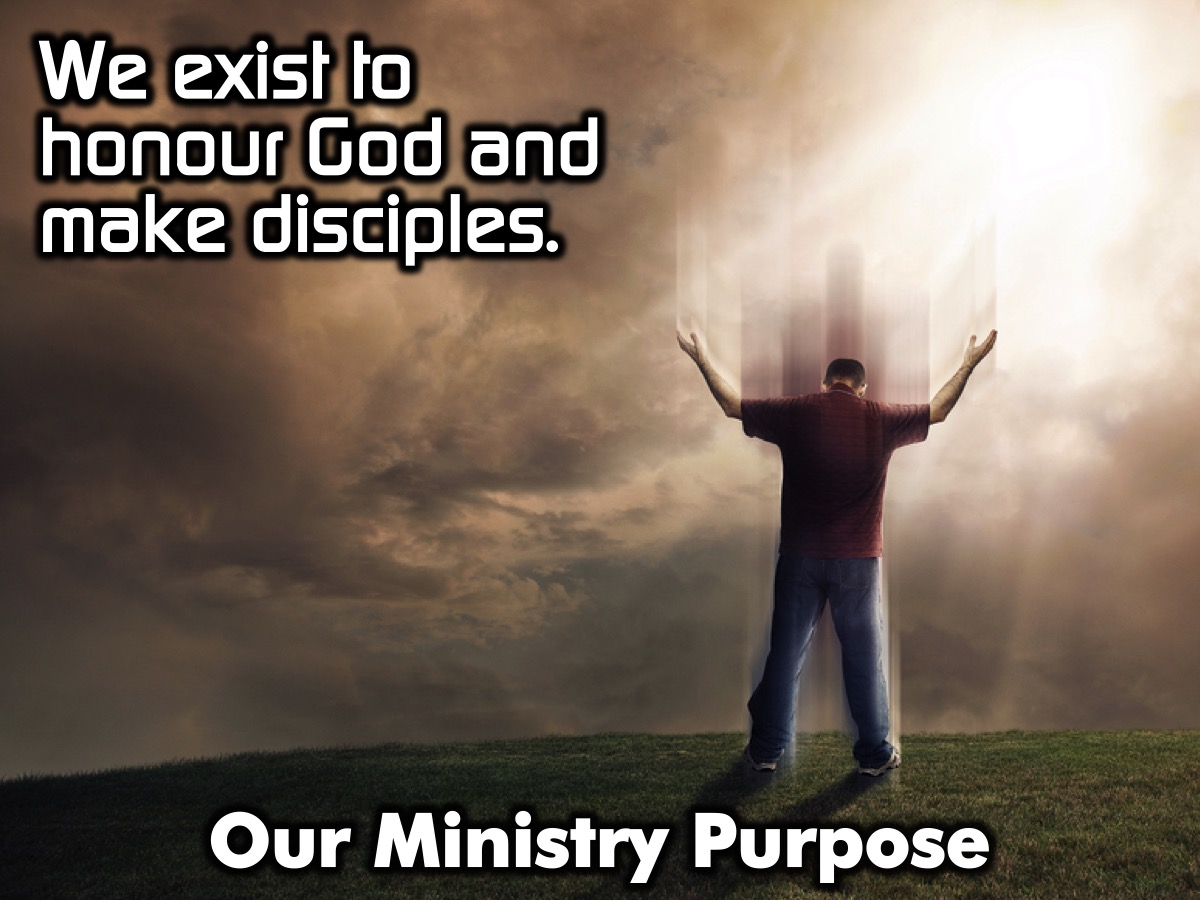 We exist to
honour God and
make disciples.
Our Ministry Purpose